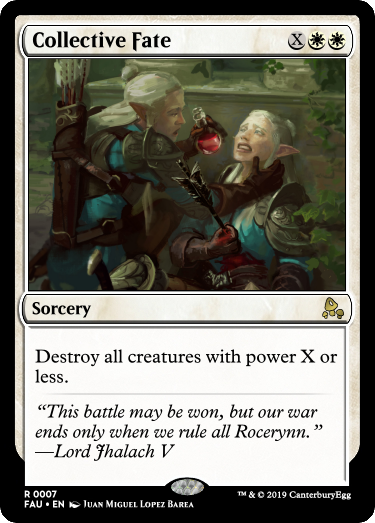 Collective Fate X
Sorcery
Destroy all creatures with power X or
less.
“This battle may be won, but our war
ends only when we rule all Rocerynn.”
—Lord Jhalach V
R 0007
FAU • EN Juan Miguel Lopez Barea
™ & © 2019 CanterburyEgg